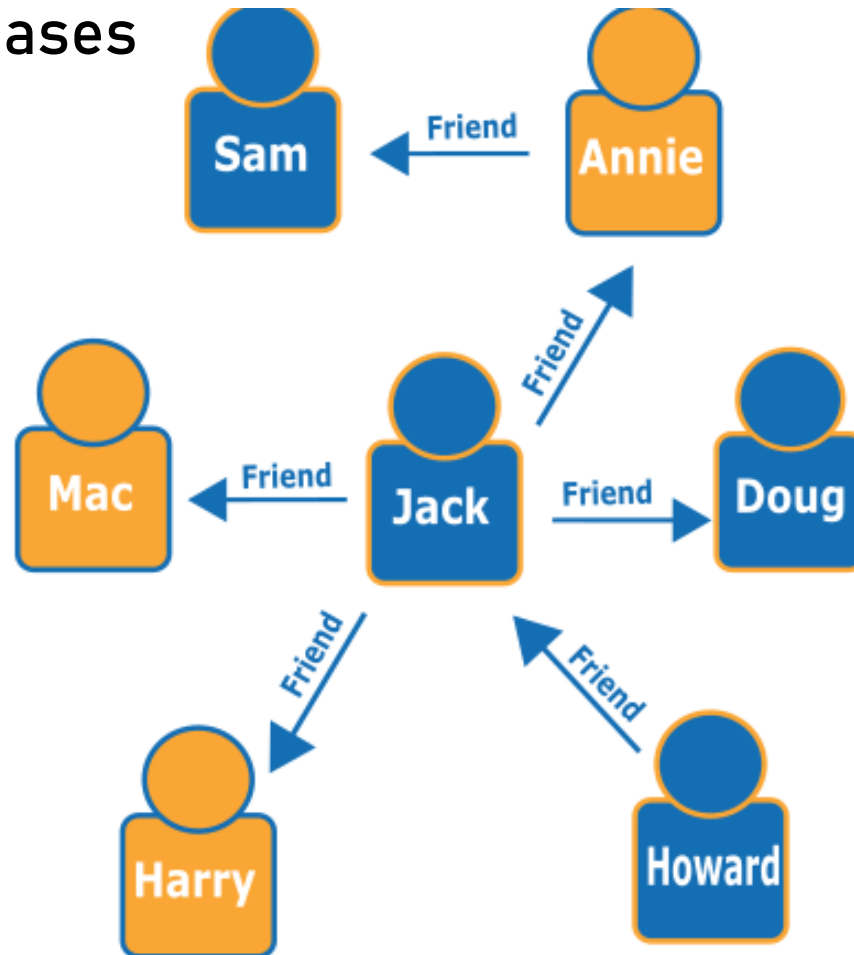 ases
Friend
Sam
Annie
Friend
Mac
Friend
Jack
Friend
Doug
Friend
Friend
Harry
Howard